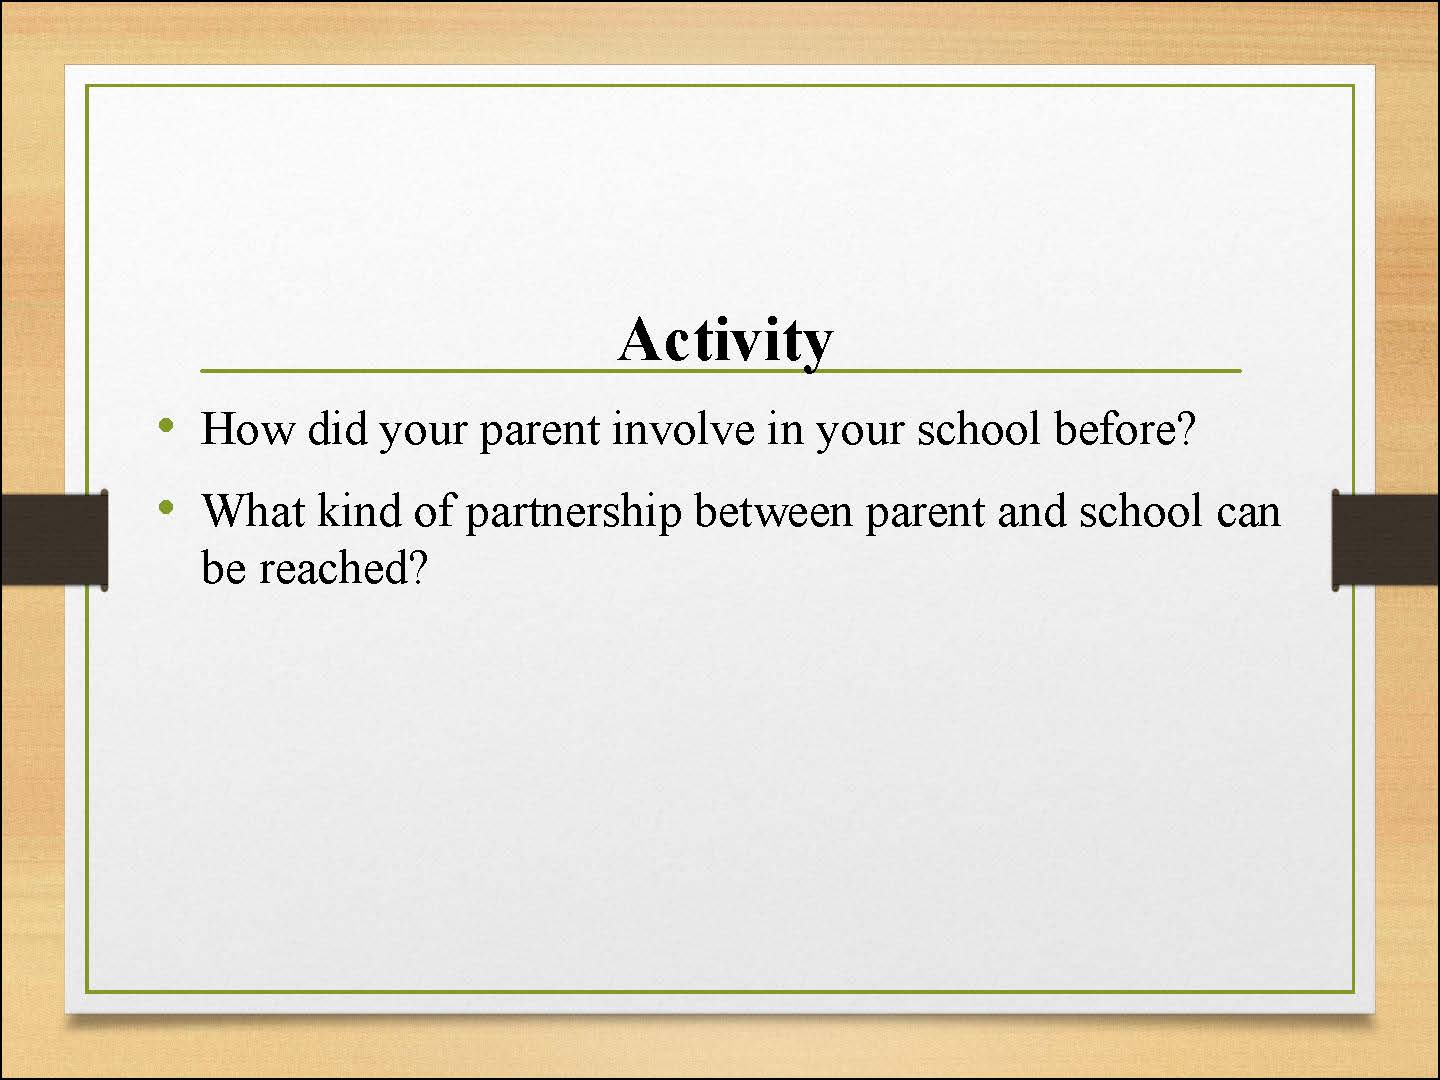 Activity
• How did your parent involve in your school before?
• What kind of partnership between parent and school can
be reached?